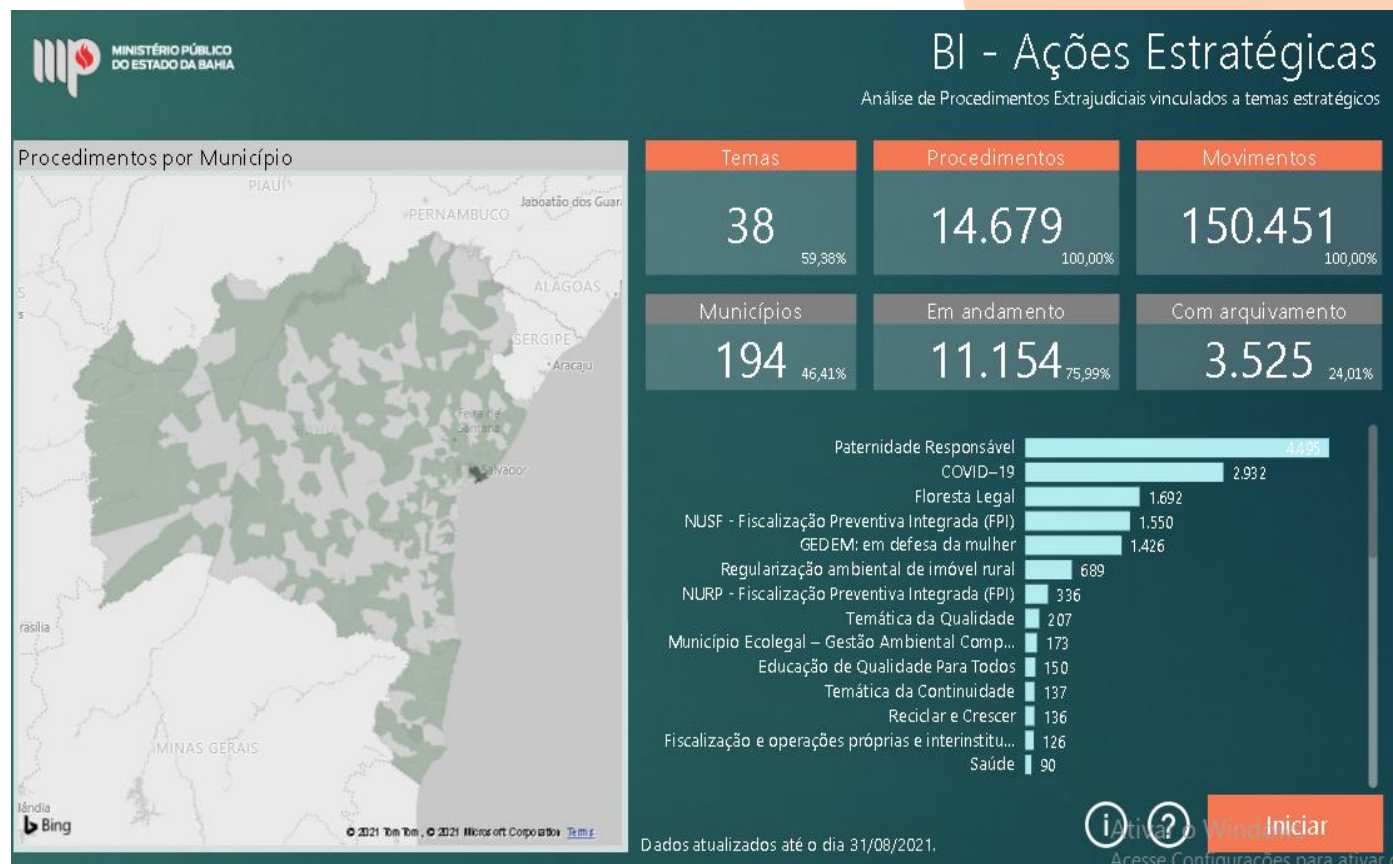 MINISTÉRIO PÚBLICO
DO ESTADO DA BAHIA
BI - Ações Estratégicas
Análise de Procedimentos Extrajudiciais vinculados a temas estratégicos
Procedimentos por Município
PIAUÍ
PERNAMBUCO
Jaboatão dos Guar
ALAGOAS
SERGIPE
Aracaju
Feira de
Santana
BAHIA
Salvador
rasília
MINAS GERAIS
lândia
Bing
© 2021 TomTom, © 2021 Microsoft Corporation Terms
Temas
38
59,38%
Procedimentos
14.679
100,00%
Movimentos
150.451
100,00%
Municípios
194 46,41%
Em andamento
11.154 75,99%
Com arquivamento
3.525 24,01%
Paternidade Responsável 4.495
COVID–19 2.932
Floresta Legal 1.692
NUSF - Fiscalização Preventiva Integrada (FPI) 1.550
GEDEM: em defesa da mulher 1.426
Regularização ambiental de imóvel rural 689
NURP - Fiscalização Preventiva Integrada (FPI) 336
Temática da Qualidade 207
Município Ecolegal – Gestão Ambiental Comp... 173
Educação de Qualidade Para Todos 150
Temática da Continuidade 137
Reciclar e Crescer 136
Fiscalização e operações próprias e interinstitu... 126
Saúde 90
Dados atualizados até o dia 31/08/2021.
Iniciar
Ativar o Windows
Acesse Configurações para ativar